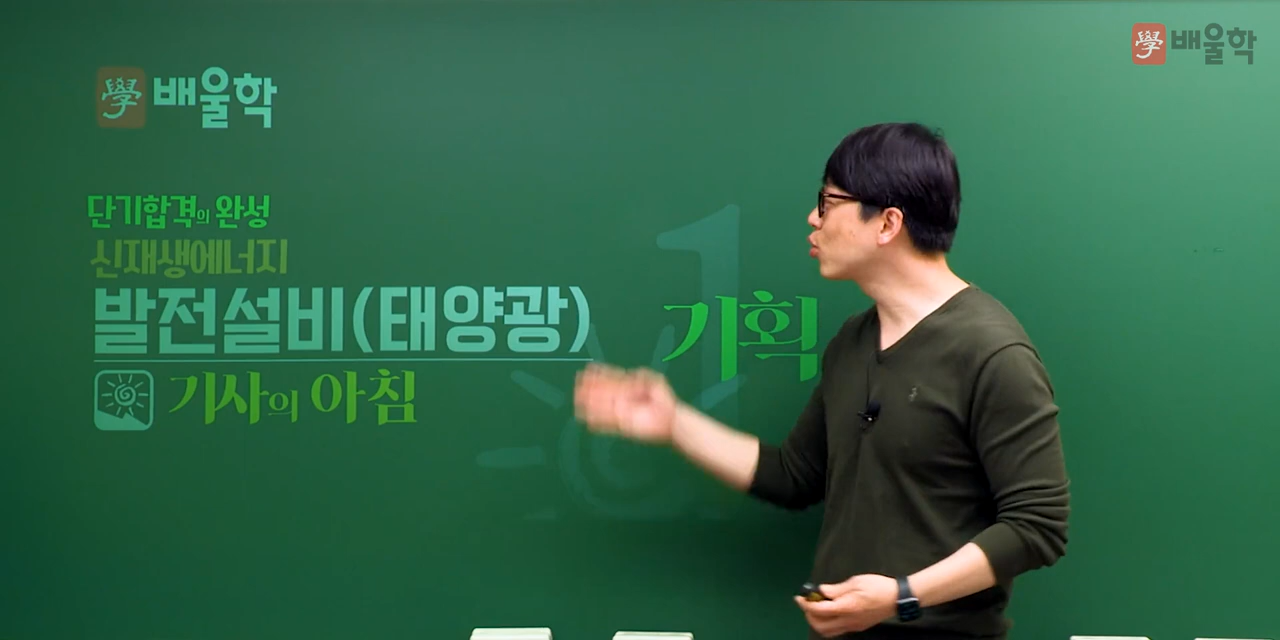 學 배울학
學 배울학
단기합격의 완성
신재생에너지
발전설비(태양광)
기사의 아침
1
기획